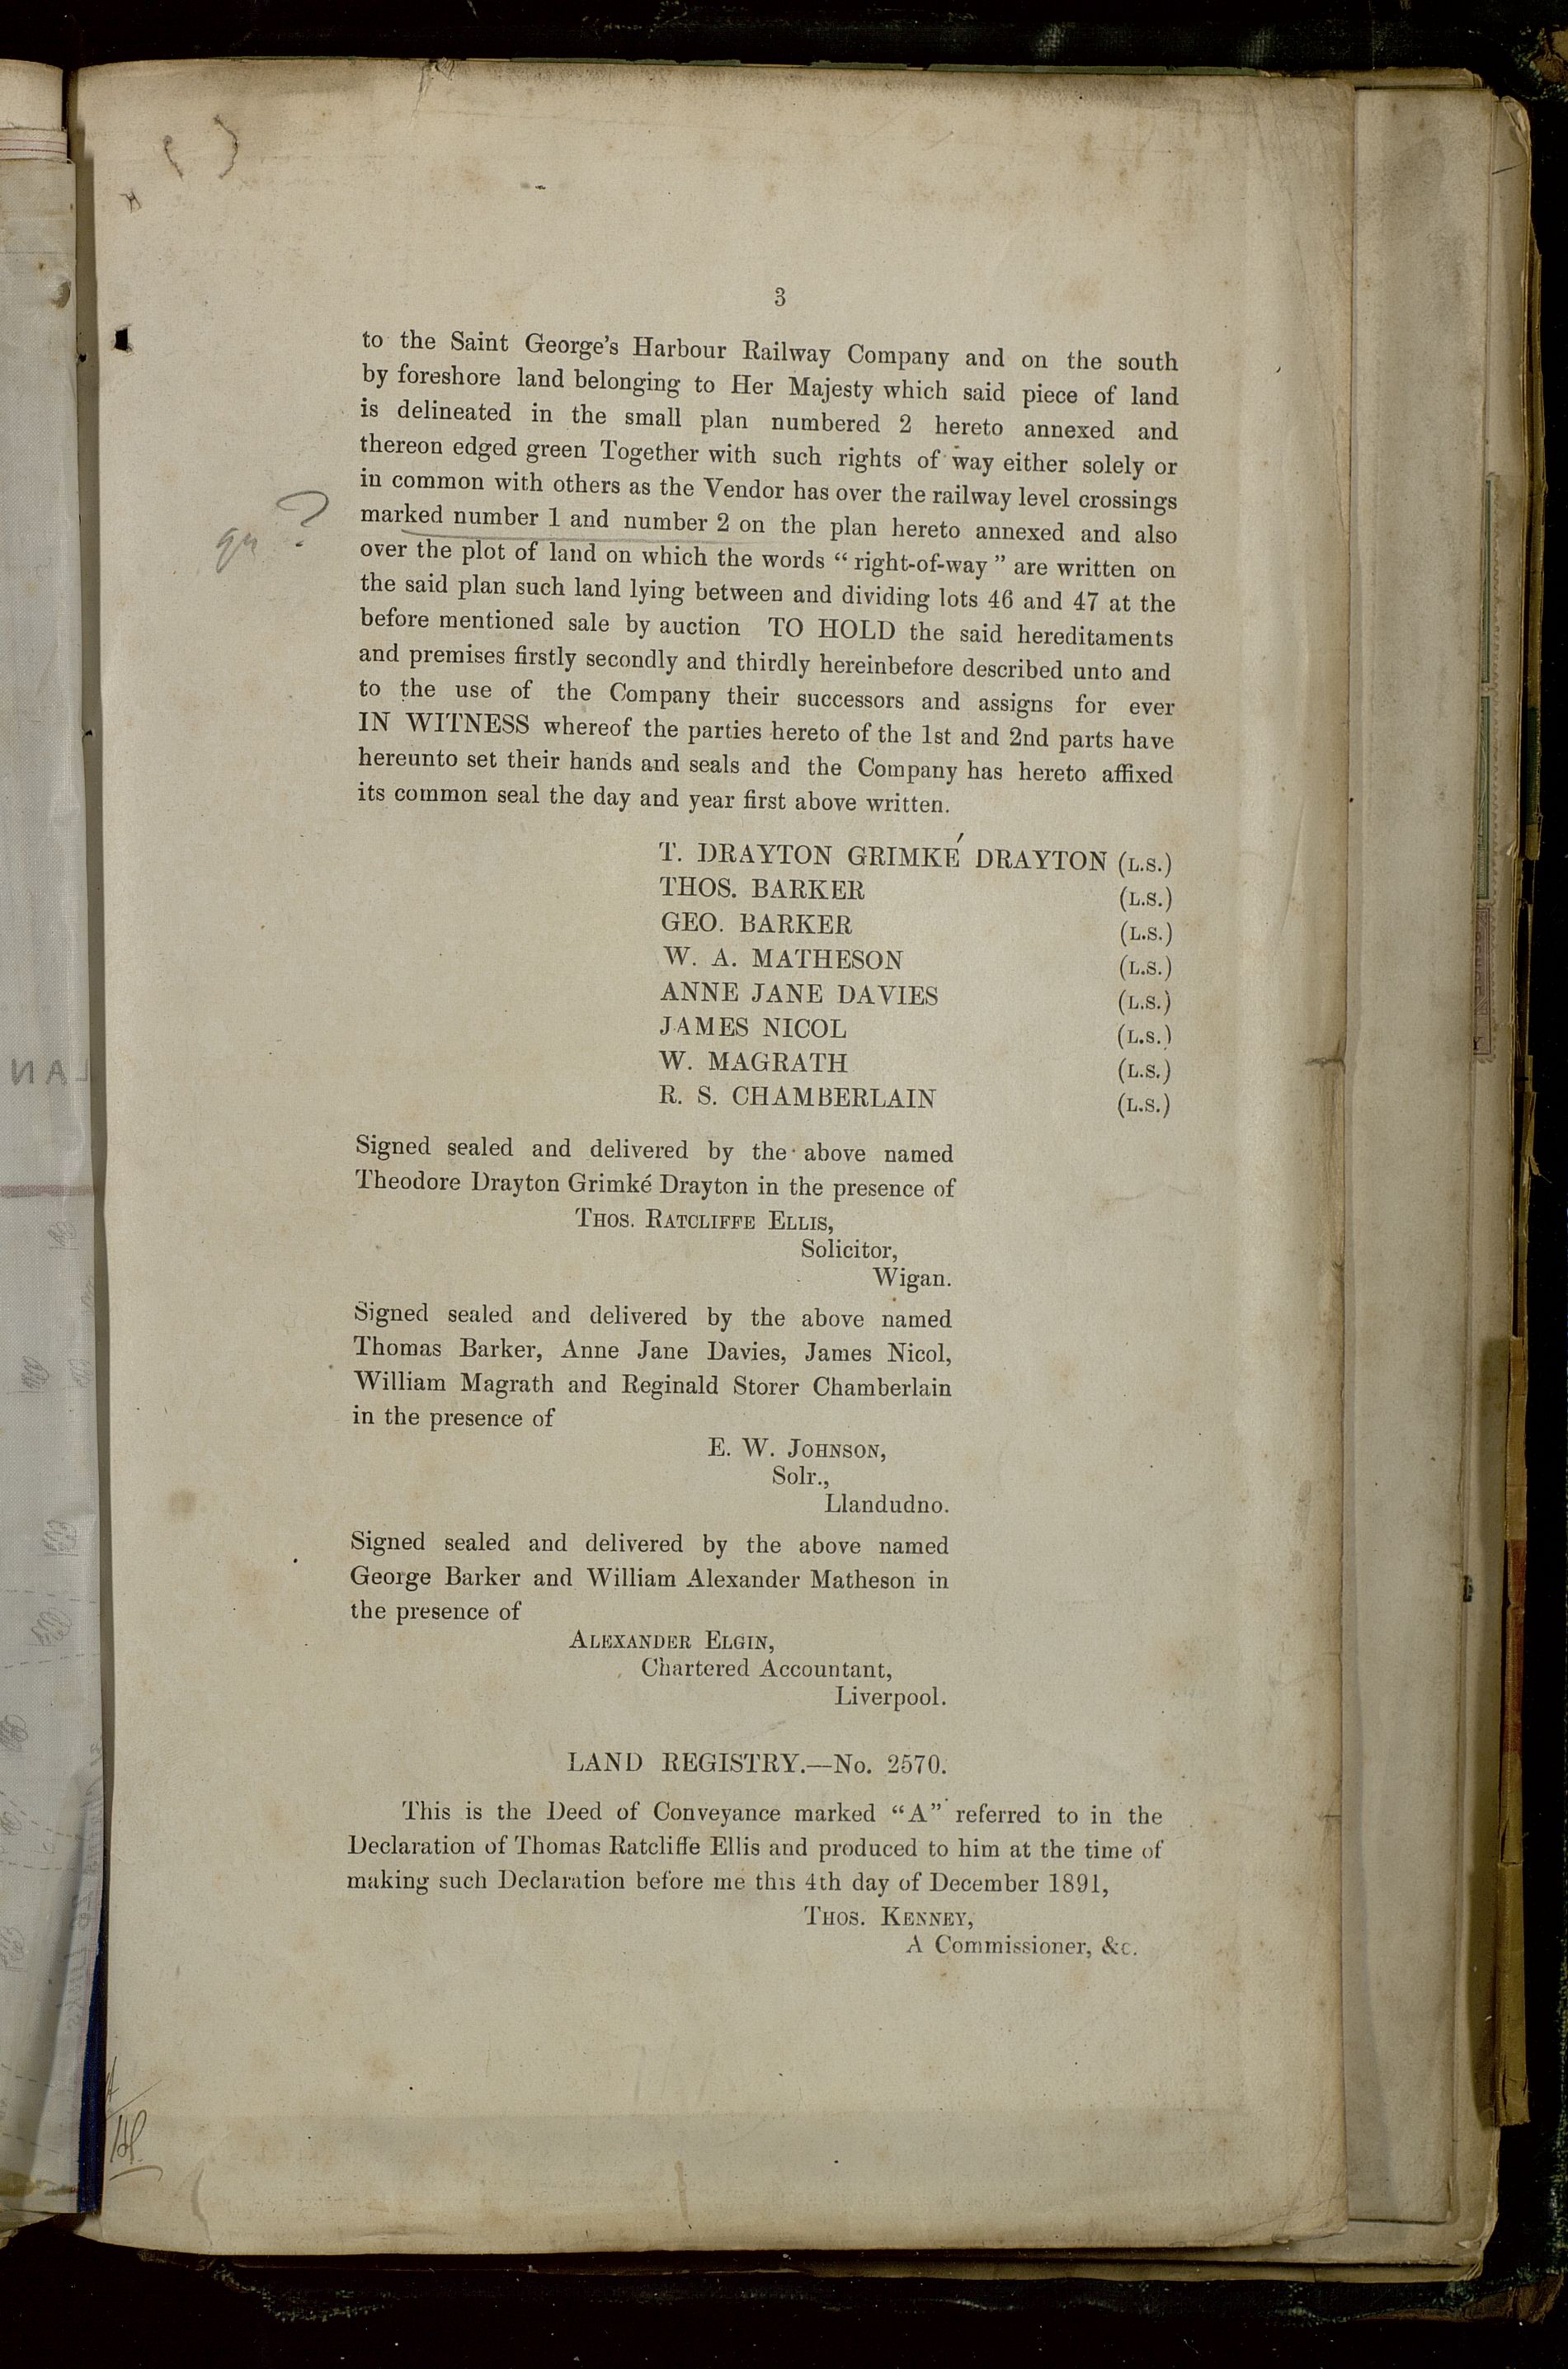 3
to the Saint George's Harbour Railway Company and on the south
by foreshore land belonging to Her Majesty which said piece of land
is delineated in the small plan numbered 2 hereto annexed and
thereon edged green Together with such rights of way either solely or
in common with others as the Vendor has over the railway level crossings
qu ?
marked number 1 and number 2 on the plan hereto annexed and also
over the plot of land on which the words “ right-of-way ” are written on
the said plan such land lying between and dividing lots 46 and 47 at the
before mentioned sale by auction TO HOLD the said hereditaments
and premises firstly secondly and thirdly hereinbefore described unto and
to the use of the Company their successors and assigns for ever
IN WITNESS whereof the parties hereto of the 1st and 2nd parts have
hereunto set their hands and seals and the Company has hereto affixed
its common seal the day and year first above written.
T. DRAYTON GRIMKÉ DRAYTON (L.S.)
THOS. BARKER (L.S.)
GEO. BARKER (L.S.)
W. A. MATHESON (L.S.)
ANNE JANE DAVIES (L.S.)
JAMES NICOL (L.S.)
W. MAGRATH (L.S.)
R. S. CHAMBERLAIN (L.S.)
Signed sealed and delivered by the above named
Theodore Drayton Grimké Drayton in the presence of
THOS. RATCLIFFE ELLIS,
Solicitor,
Wigan.
Signed sealed and delivered by the above named
Thomas Barker, Anne Jane Davies, James Nicol,
William Magrath and Reginald Storer Chamberlain
in the presence of
E. W. JOHNSON,
Solr.,
Llandudno.
Signed sealed and delivered by the above named
George Barker and William Alexander Matheson in
the presence of
ALEXANDER ELGIN,
Chartered Accountant,
Liverpool.
LAND REGISTRY.—No. 2570.
This is the Deed of Conveyance marked “A” referred to in the
Declaration of Thomas Ratcliffe Ellis and produced to him at the time of
making such Declaration before me this 4th day of December 1891,
THOS. KENNEY,
A Commissioner, &c.